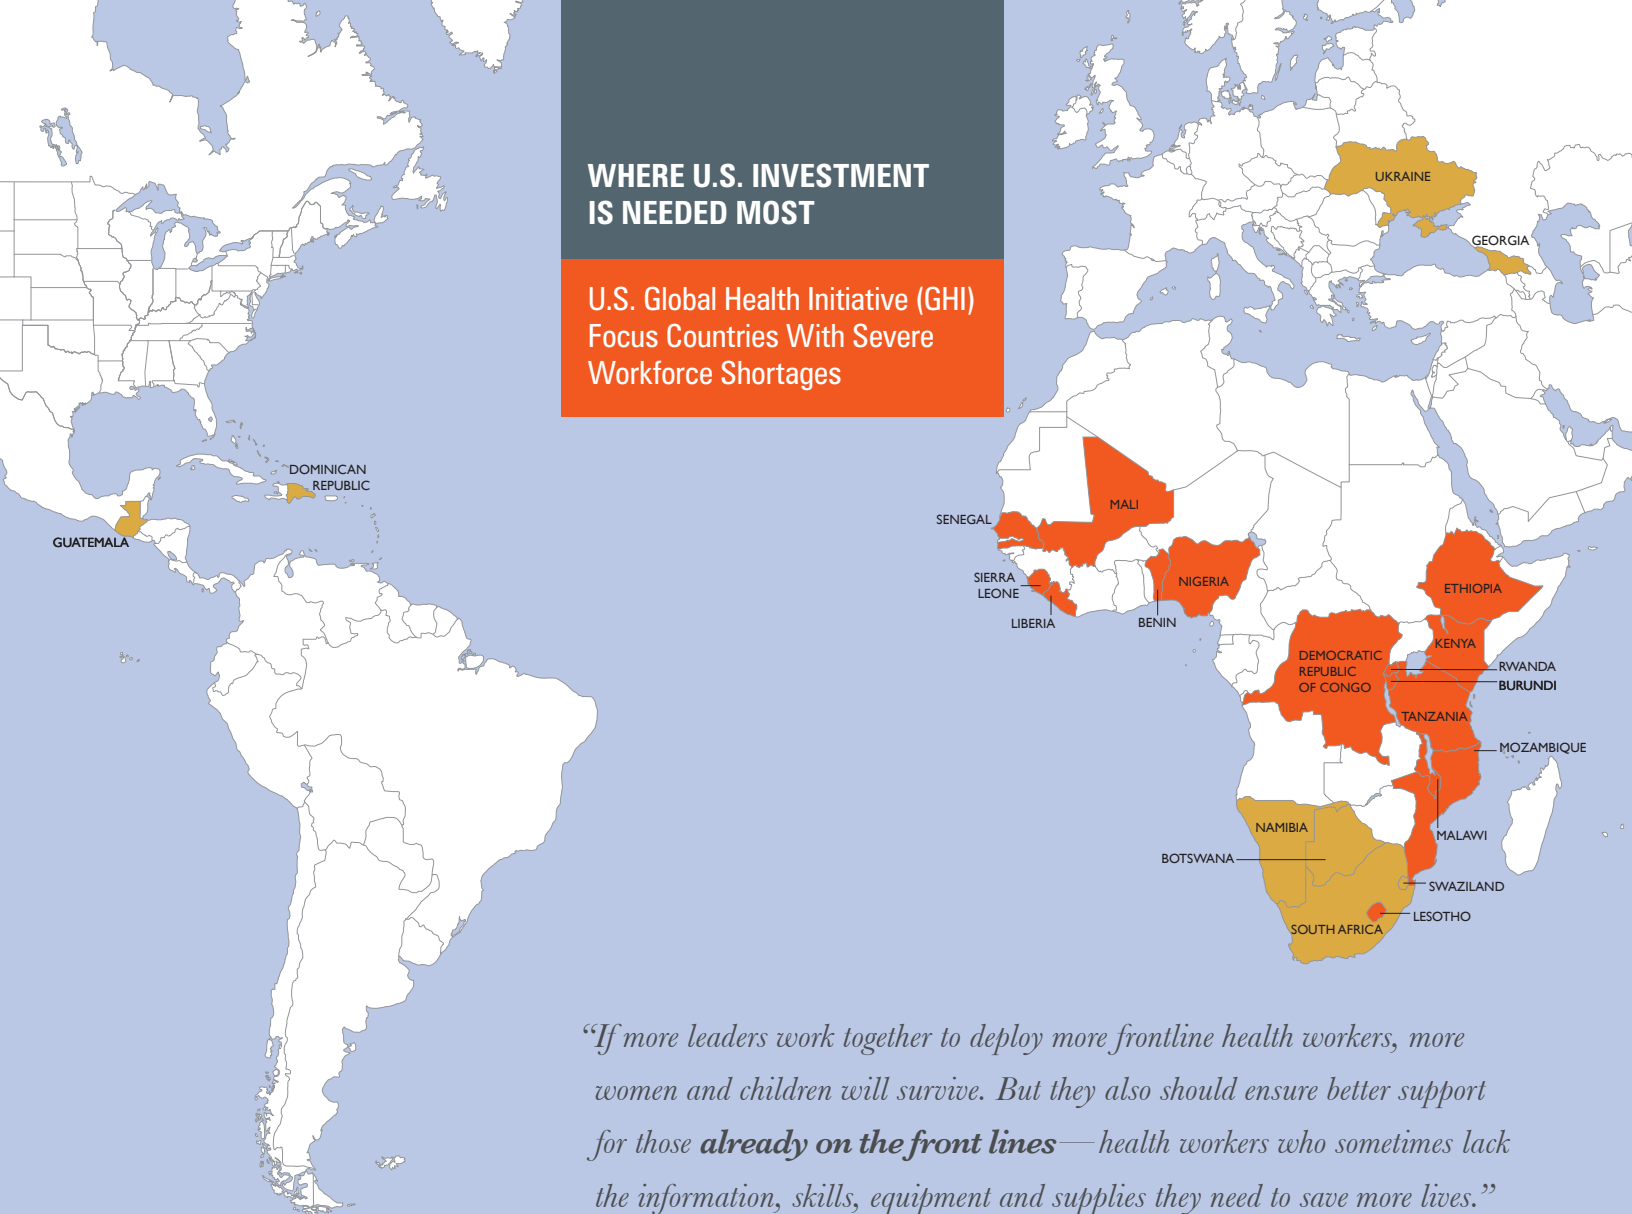 WHERE U.S. INVESTMENT
IS NEEDED MOST
U.S. Global Health Initiative (GHI)
Focus Countries With Severe
Workforce Shortages
UKRAINE
GEORGIA
DOMINICAN
REPUBLIC
GUATEMALA
MALI
SENEGAL
SIERRA
LEONE
LIBERIA
BENIN
NIGERIA
ETHIOPIA
KENYA
DEMOCRATIC
REPUBLIC
OF CONGO
RWANDA
BURUNDI
TANZANIA
MOZAMBIQUE
NAMIBIA
MALAWI
BOTSWANA
SWAZILAND
LESOTHO
SOUTH AFRICA
“If more leaders work together to deploy more frontline health workers, more
women and children will survive. But they also should ensure better support
for those already on the front lines—health workers who sometimes lack
the information, skills, equipment and supplies they need to save more lives.”